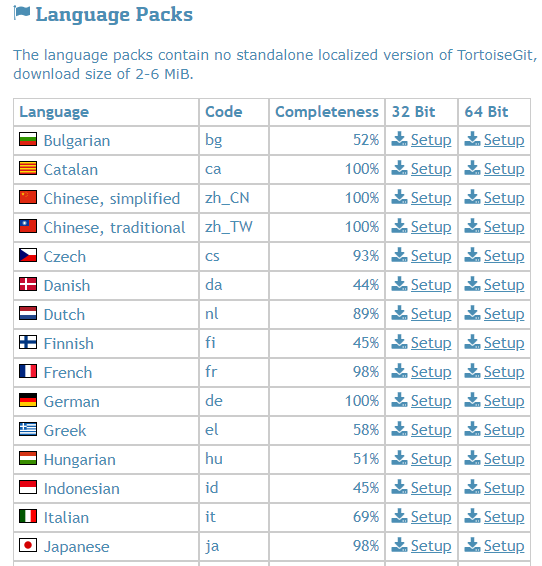 Language Packs
The language packs contain no standalone localized version of TortoiseGit,
download size of 2-6 MiB.
Language Code Completeness 32 Bit 64 Bit
Bulgarian bg 52% Setup Setup
Catalan ca 100% Setup Setup
Chinese, simplified zh_CN 100% Setup Setup
Chinese, traditional zh_TW 100% Setup Setup
Czech cs 93% Setup Setup
Danish da 44% Setup Setup
Dutch nl 89% Setup Setup
Finnish fi 45% Setup Setup
French fr 98% Setup Setup
German de 100% Setup Setup
Greek el 58% Setup Setup
Hungarian hu 51% Setup Setup
Indonesian id 45% Setup Setup
Italian it 69% Setup Setup
Japanese ja 98% Setup Setup